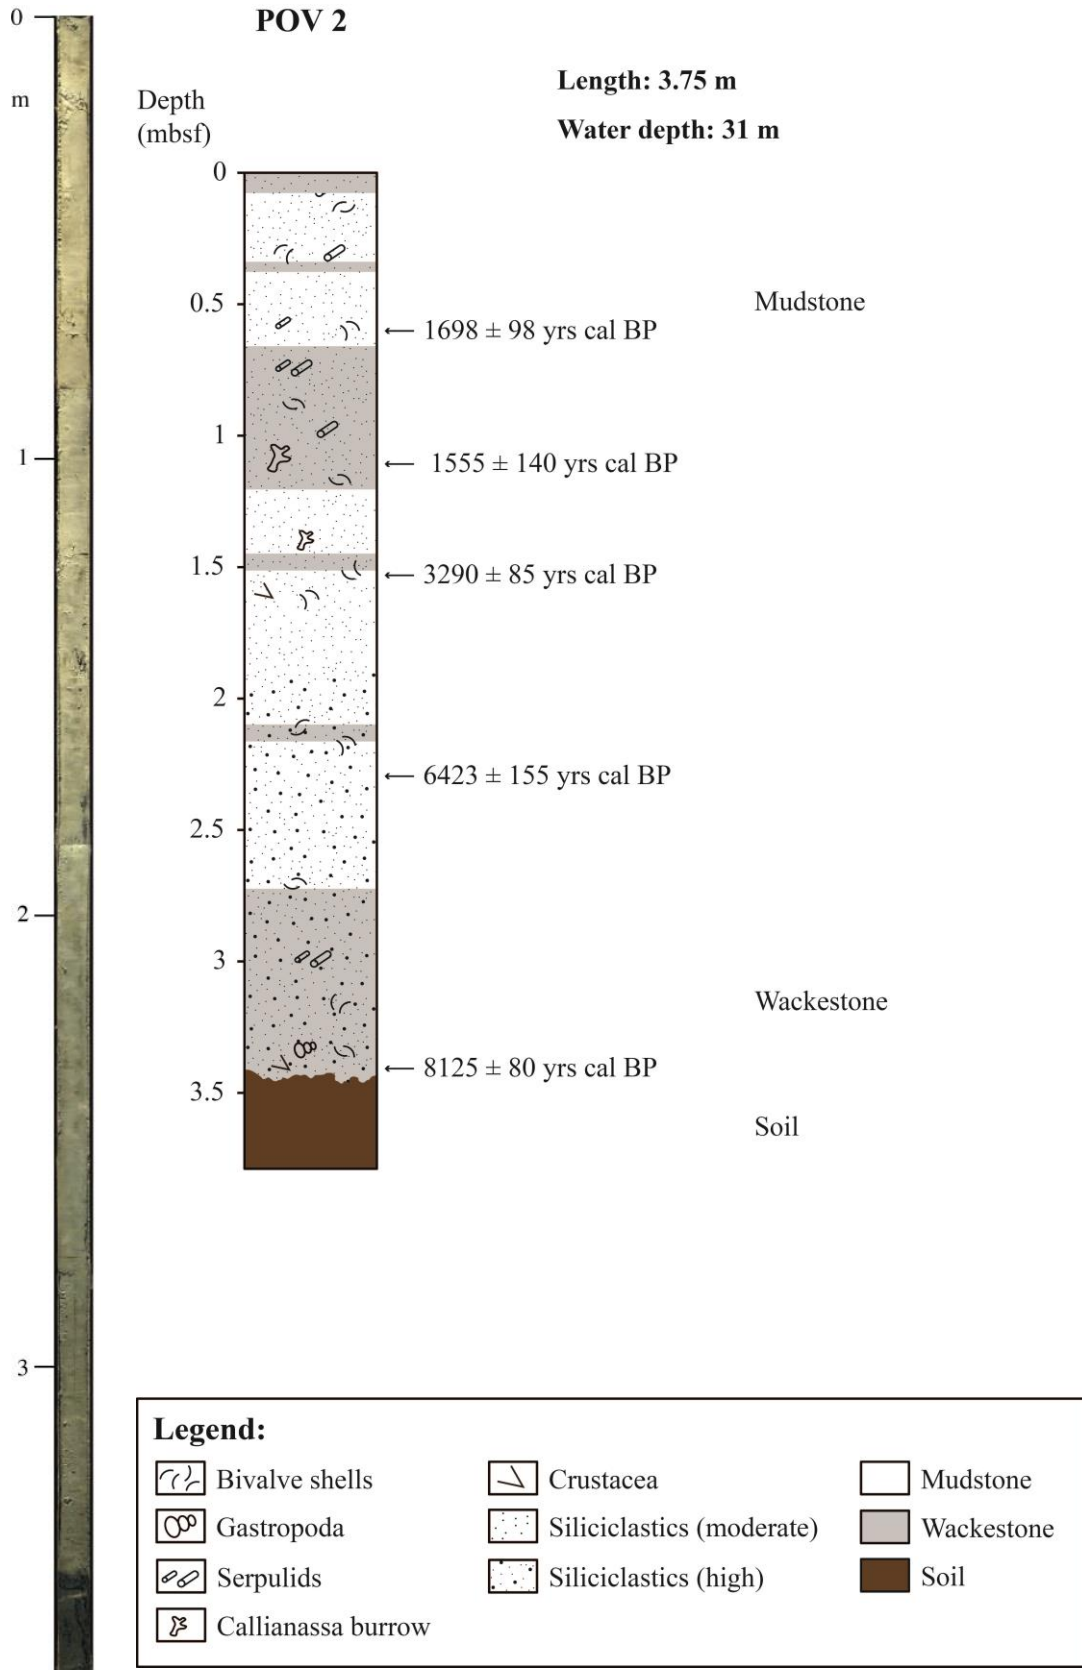 POV 2
Length: 3.75 m
Water depth: 31 m
0
m
1
2
3
Depth
(mbsf)
0
0.5
1
1.5
2
2.5
3
3.5
1698 ± 98 yrs cal BP
1555 ± 140 yrs cal BP
3290 ± 85 yrs cal BP
6423 ± 155 yrs cal BP
8125 ± 80 yrs cal BP
Mudstone
Wackestone
Soil
Legend:
Bivalve shells
Gastropoda
Serpulids
Callianassa burrow
Crustacea
Siliciclastics (moderate)
Siliciclastics (high)
Mudstone
Wackestone
Soil